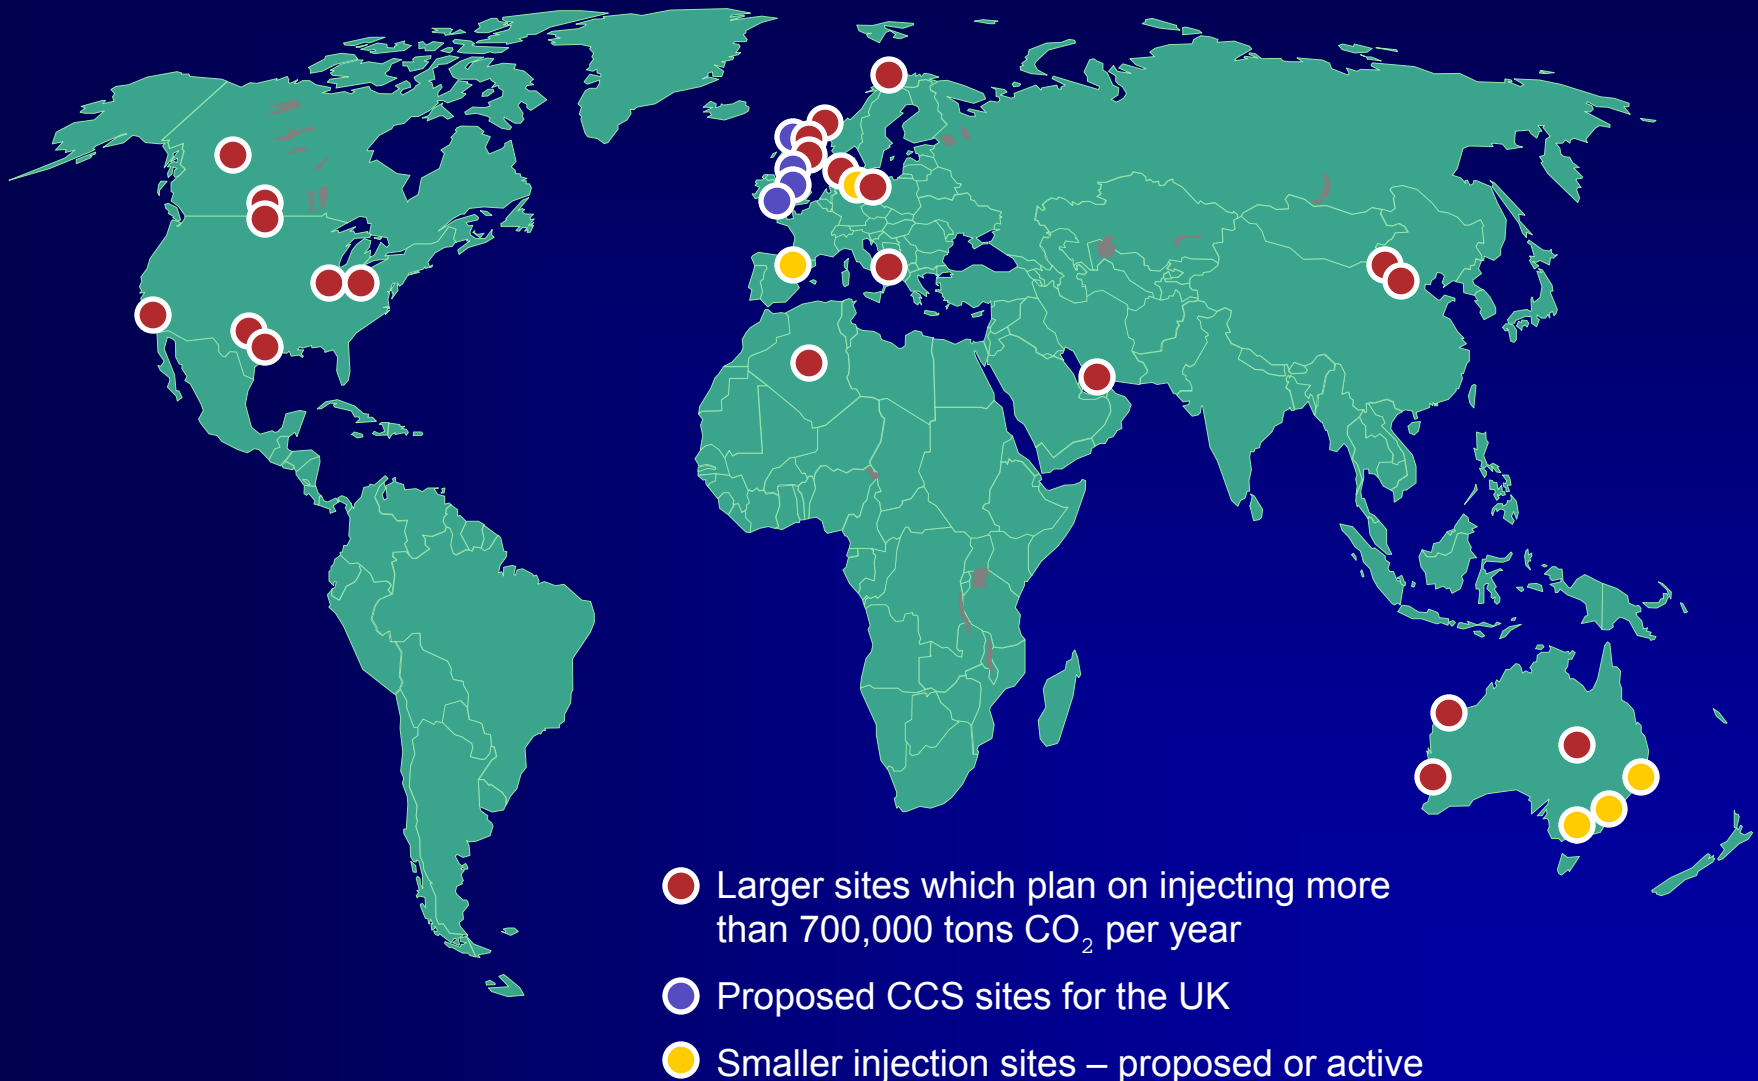 Larger sites which plan on injecting more
than 700,000 tons CO₂ per year
Proposed CCS sites for the UK
Smaller injection sites – proposed or active